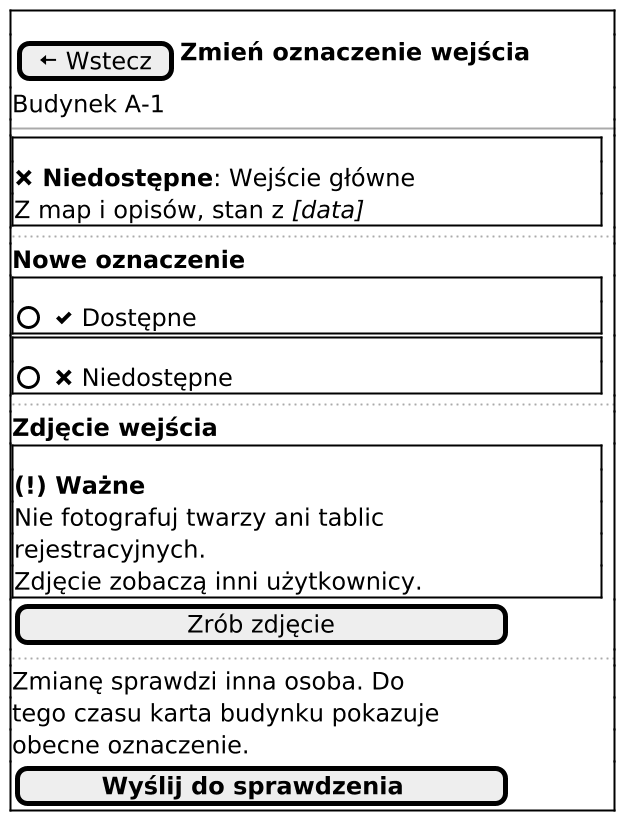 ← Wstecz Zmień oznaczenie wejścia
Budynek A-1
✖ Niedostępne: Wejście główne
Z map i opisów, stan z [data]
Nowe oznaczenie
✔ Dostępne
✖ Niedostępne
Zdjęcie wejścia
(!) Ważne
Nie fotografuj twarzy ani tablic
rejestracyjnych.
Zdjęcie zobaczą inni użytkownicy.
Zrób zdjęcie
Zmianę sprawdzi inna osoba. Do
tego czasu karta budynku pokazuje
obecne oznaczenie.
Wyślij do sprawdzenia